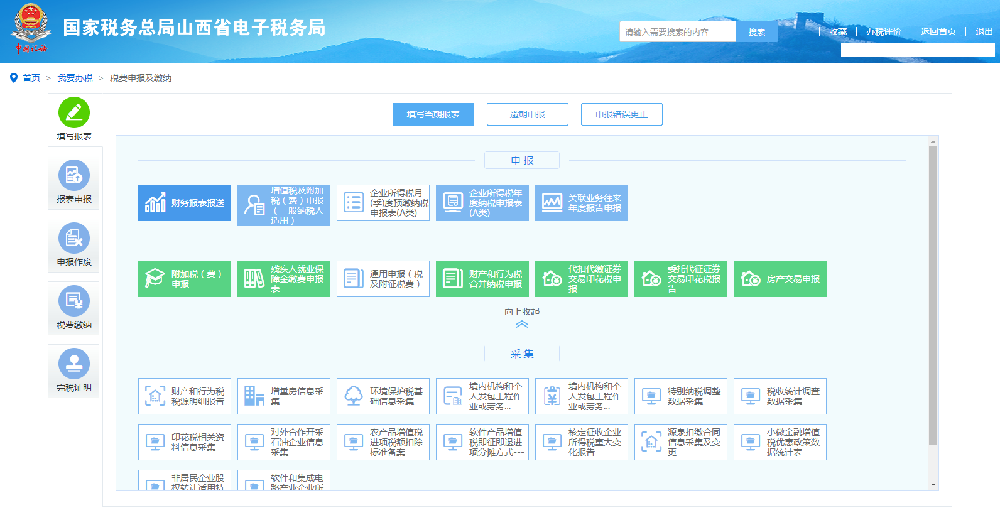 国家税务总局山西省电子税务局
中国税务
请输入需要搜索的内容
搜索
收藏
办税评价
返回首页
退出
首页 > 我要办税 > 税费申报及缴纳
填写报表
报表申报
申报作废
税费缴纳
完税证明
填写当期报表
逾期申报
申报错误更正
申 报
财务报表报送
增值税及附加
税（费）申报
（一般纳税人
适用）
企业所得税月
(季)度预缴纳税
申报表(A类)
企业所得税年
度纳税申报表
(A类)
关联业务往来
年度报告申报
附加税（费）
申报
残疾人就业保
障金缴费申报
表
通用申报（税
及附征税费）
财产和行为税
合并纳税申报
代扣代缴证券
交易印花税申
报
委托代征证券
交易印花税报
告
房产交易申报
向上收起
采 集
财产和行为税
税源明细报告
增量房信息采
集
环境保护税基
础信息采集
境内机构和个
人发包工程作
业或劳务...
境内机构和个
人发包工程作
业或劳务...
特别纳税调整
数据采集
税收统计调查
数据采集
印花税相关资
料信息采集
对外合作开采
石油企业信息
采集
农产品增值税
进项税额扣除
标准备案
软件产品增值
税即征即退进
项分摊方式---
核定征收企业
所得税重大变
化报告
源泉扣缴合同
信息采集及变
更
小微金融增值
税优惠政策数
据统计表
非居民企业股
权转让适用特
软件和集成电
路产业企业所